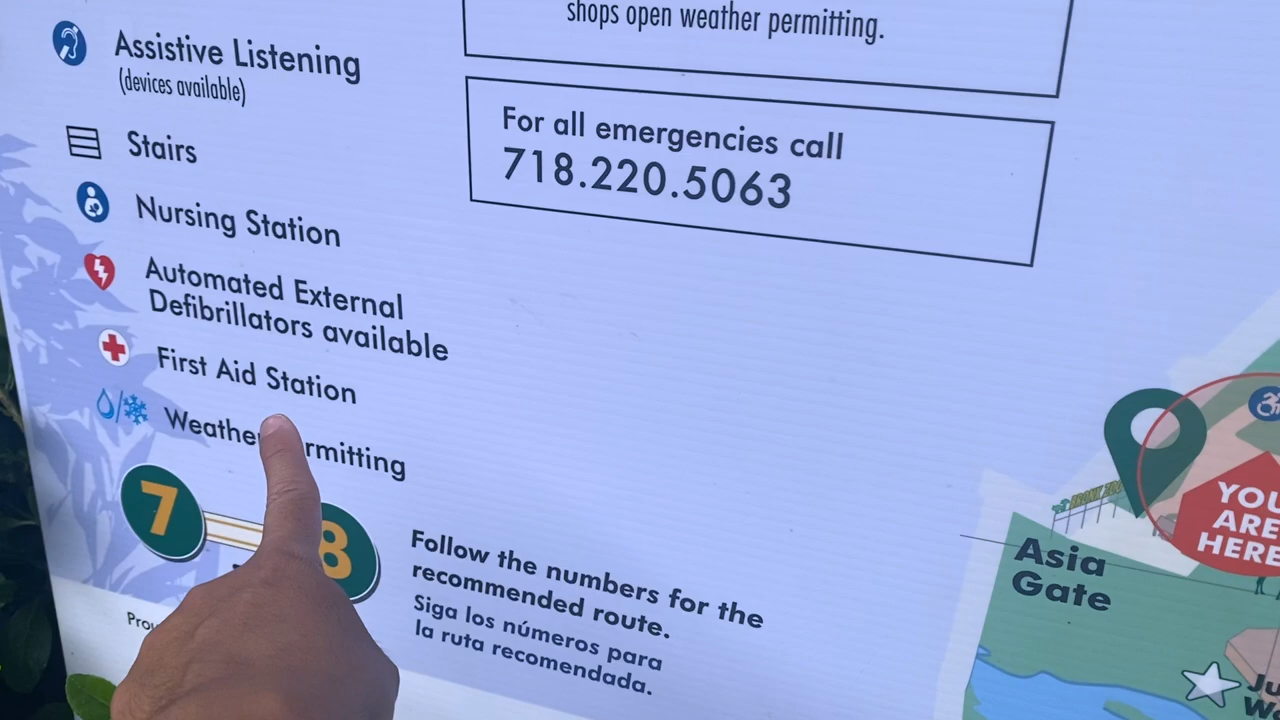 shops open weather permitting.
Assistive Listening
(devices available)
For all emergencies call
718.220.5063
Stairs
Nursing Station
Automated External
Defibrillators available
First Aid Station
Weather
7
8
Follow the numbers for the
recommended route.
Siga los números para
la ruta recomendada.
YOU
ARE
HERE
Asia
Gate